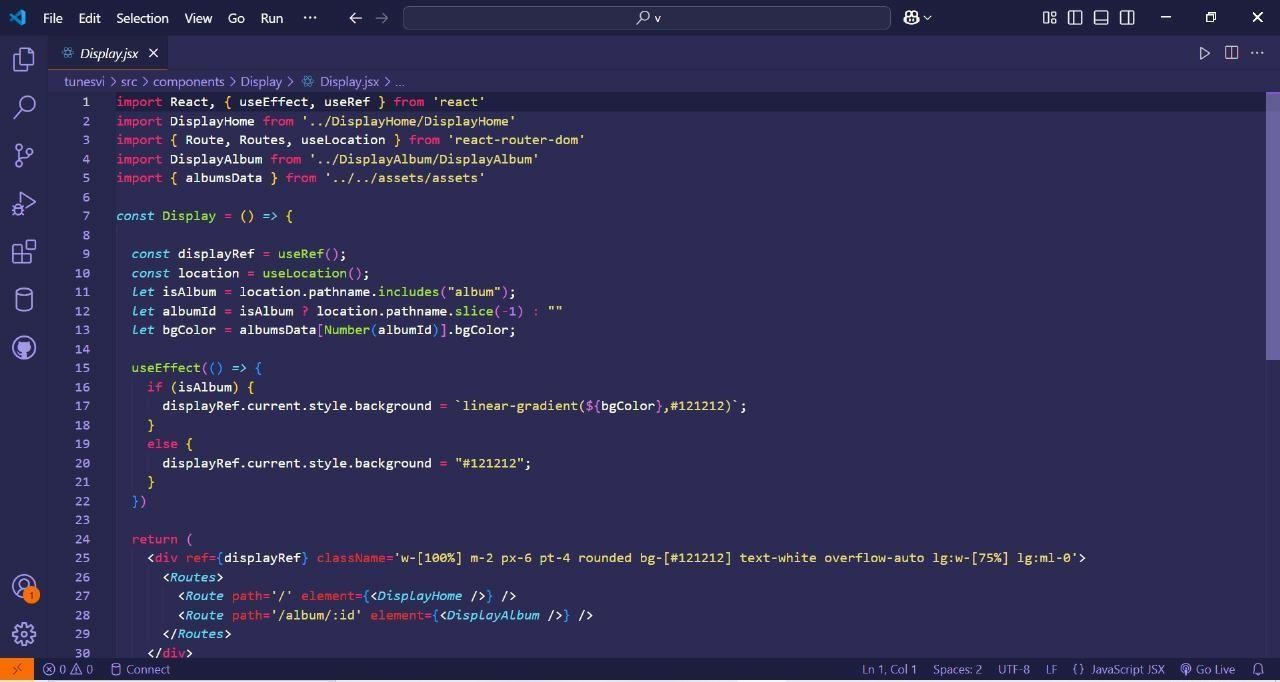 File Edit Selection View Go Run ··· v
Display.jsx
tunesvi > src > components > Display > Display.jsx > ...
1 import React, { useEffect, useRef } from 'react'
2 import DisplayHome from '../DisplayHome/DisplayHome'
3 import { Route, Routes, useLocation } from 'react-router-dom'
4 import DisplayAlbum from '../DisplayAlbum/DisplayAlbum'
5 import { albumsData } from '../../assets/assets'
6
7 const Display = () => {
8
9   const displayRef = useRef();
10   const location = useLocation();
11   let isAlbum = location.pathname.includes("album");
12   let albumId = isAlbum ? location.pathname.slice(-1) : ""
13   let bgColor = albumsData[Number(albumId)].bgColor;
14
15   useEffect(() => {
16     if (isAlbum) {
17       displayRef.current.style.background = `linear-gradient(${bgColor},#121212)`;
18     }
19     else {
20       displayRef.current.style.background = "#121212";
21     }
22   })
23
24   return (
25     <div ref={displayRef} className='w-[100%] m-2 px-6 pt-4 rounded bg-[#121212] text-white overflow-auto lg:w-[75%] lg:ml-0'>
26       <Routes>
27         <Route path='/' element={<DisplayHome />} />
28         <Route path='/album/:id' element={<DisplayAlbum />} />
29       </Routes>
30     </div>
1
0 0 Connect Ln 1, Col 1 Spaces: 2 UTF-8 LF {} JavaScript JSX Go Live